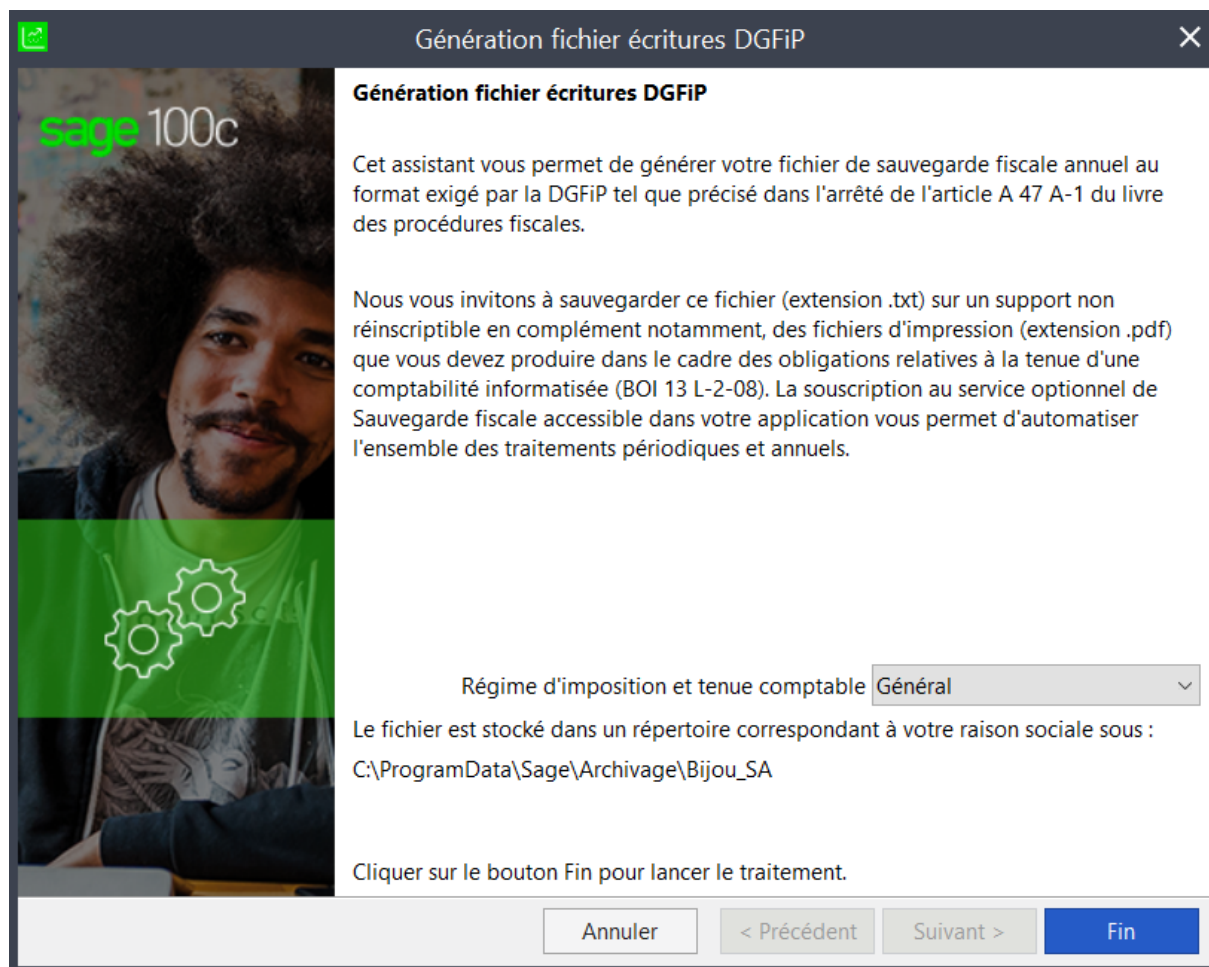 Génération fichier écritures DGFiP
sage 100c
Génération fichier écritures DGFiP
Cet assistant vous permet de générer votre fichier de sauvegarde fiscale annuel au
format exigé par la DGFiP tel que précisé dans l'arrêté de l'article A 47 A-1 du livre
des procédures fiscales.
Nous vous invitons à sauvegarder ce fichier (extension .txt) sur un support non
réinscriptible en complément notamment, des fichiers d'impression (extension .pdf)
que vous devez produire dans le cadre des obligations relatives à la tenue d'une
comptabilité informatisée (BOI 13 L-2-08). La souscription au service optionnel de
Sauvegarde fiscale accessible dans votre application vous permet d'automatiser
l'ensemble des traitements périodiques et annuels.
Régime d'imposition et tenue comptable Général
Le fichier est stocké dans un répertoire correspondant à votre raison sociale sous :
C:\ProgramData\Sage\Archivage\Bijou_SA
Cliquer sur le bouton Fin pour lancer le traitement.
Annuler < Précédent Suivant > Fin